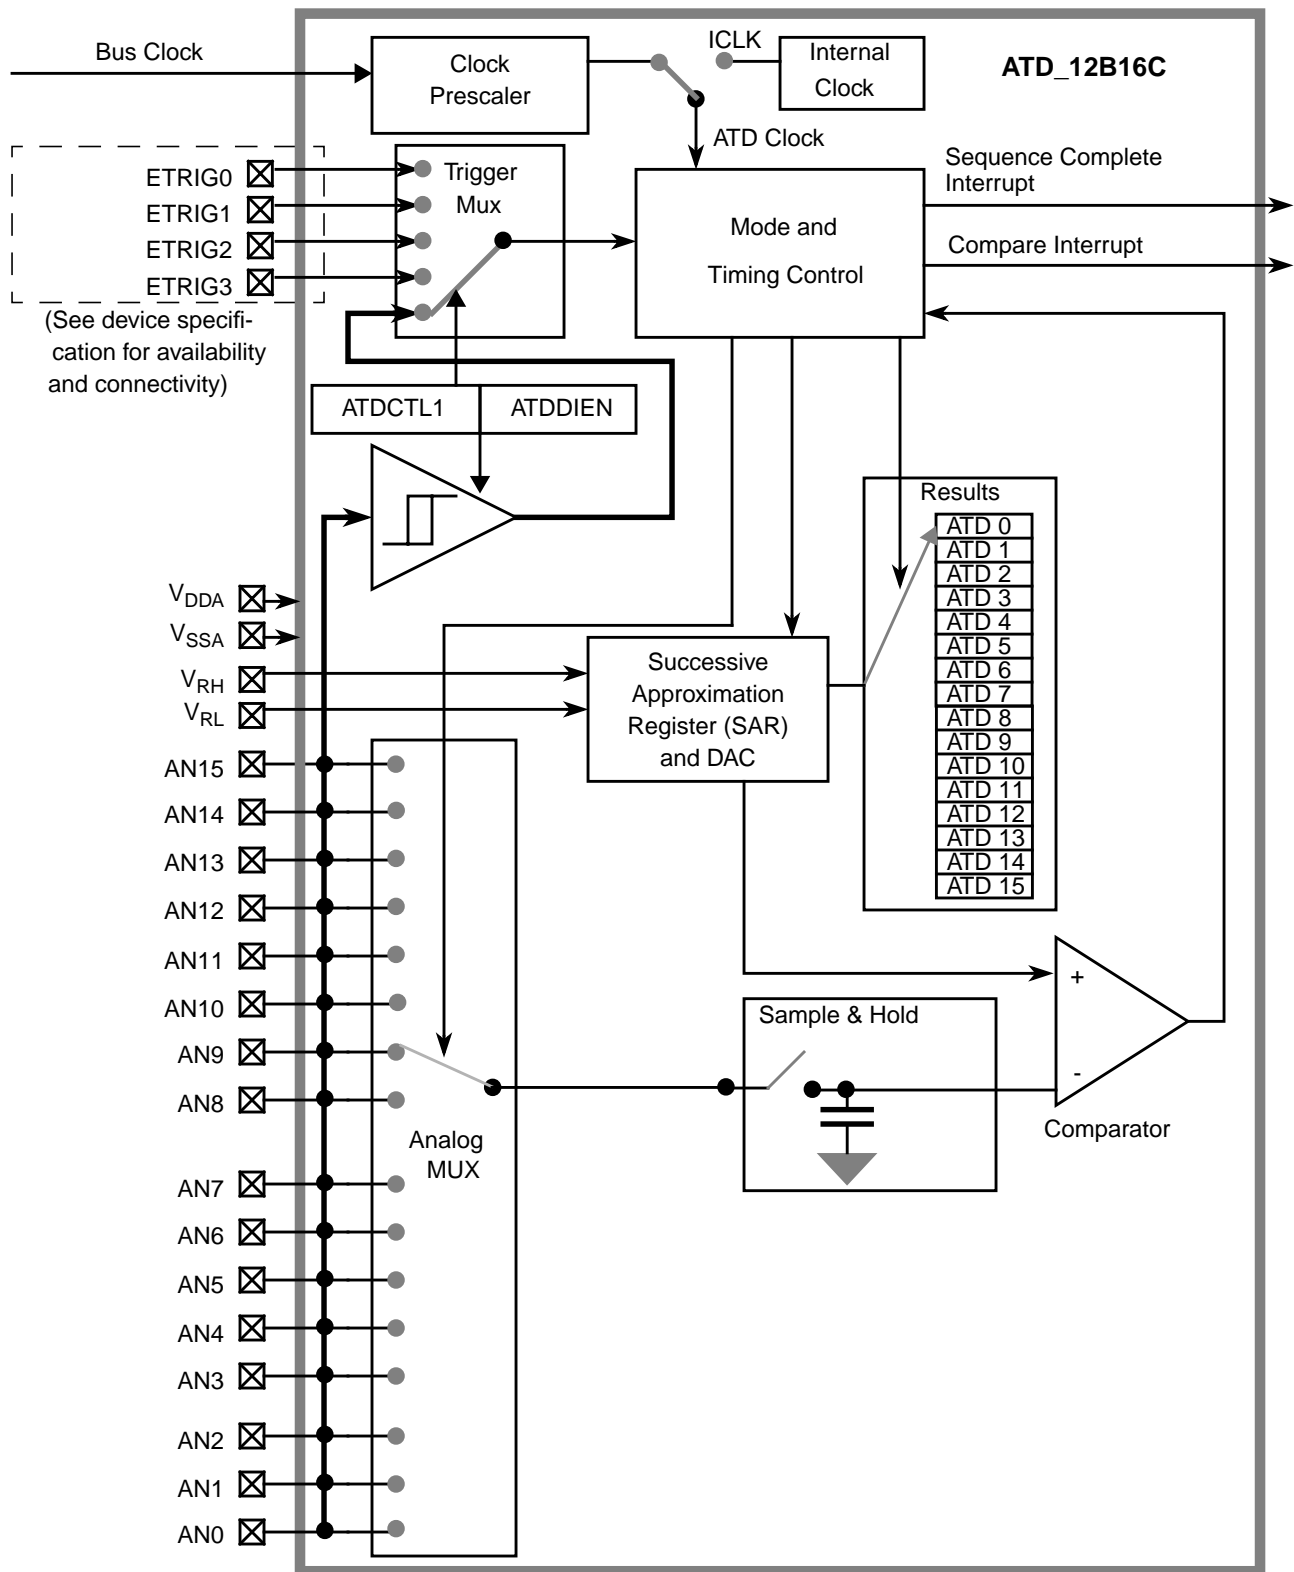 Bus Clock
Clock
Prescaler
ICLK
Internal
Clock
ATD_12B16C
ATD Clock
ETRIG0
ETRIG1
ETRIG2
ETRIG3
(See device specifi-
cation for availability
and connectivity)
Trigger
Mux
Mode and
Timing Control
Sequence Complete
Interrupt
Compare Interrupt
ATDCTL1
ATDDIEN
Results
ATD 0
ATD 1
ATD 2
ATD 3
ATD 4
ATD 5
ATD 6
ATD 7
ATD 8
ATD 9
ATD 10
ATD 11
ATD 12
ATD 13
ATD 14
ATD 15
VDDA
VSSA
VRH
VRL
Successive
Approximation
Register (SAR)
and DAC
AN15
AN14
AN13
AN12
AN11
AN10
AN9
AN8
AN7
AN6
AN5
AN4
AN3
AN2
AN1
AN0
Analog
MUX
Sample & Hold
+
-
Comparator